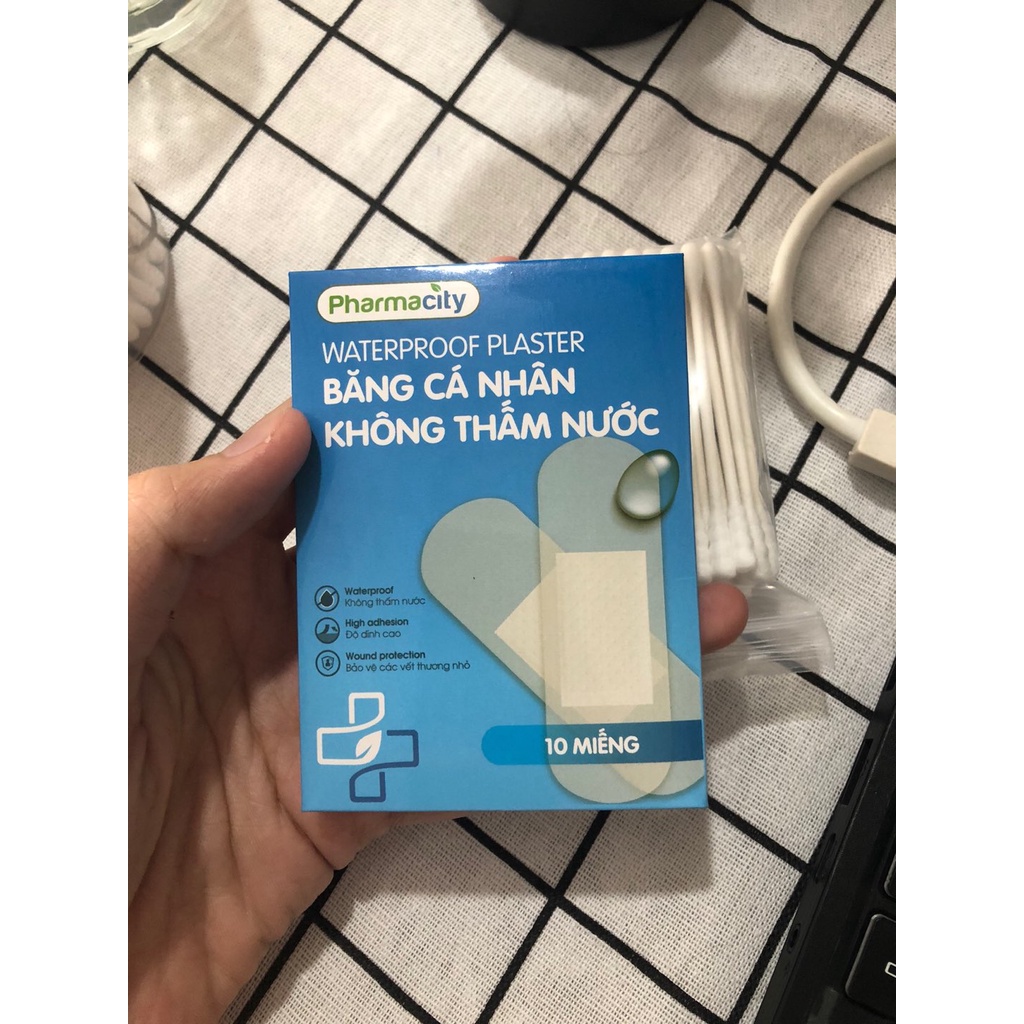 Pharmacity
WATERPROOF PLASTER
BĂNG CÁ NHÂN
KHÔNG THẤM NƯỚC
Waterproof
Không thấm nước
High adhesion
Độ dính cao
Wound protection
Bảo vệ các vết thương nhỏ
10 MIẾNG